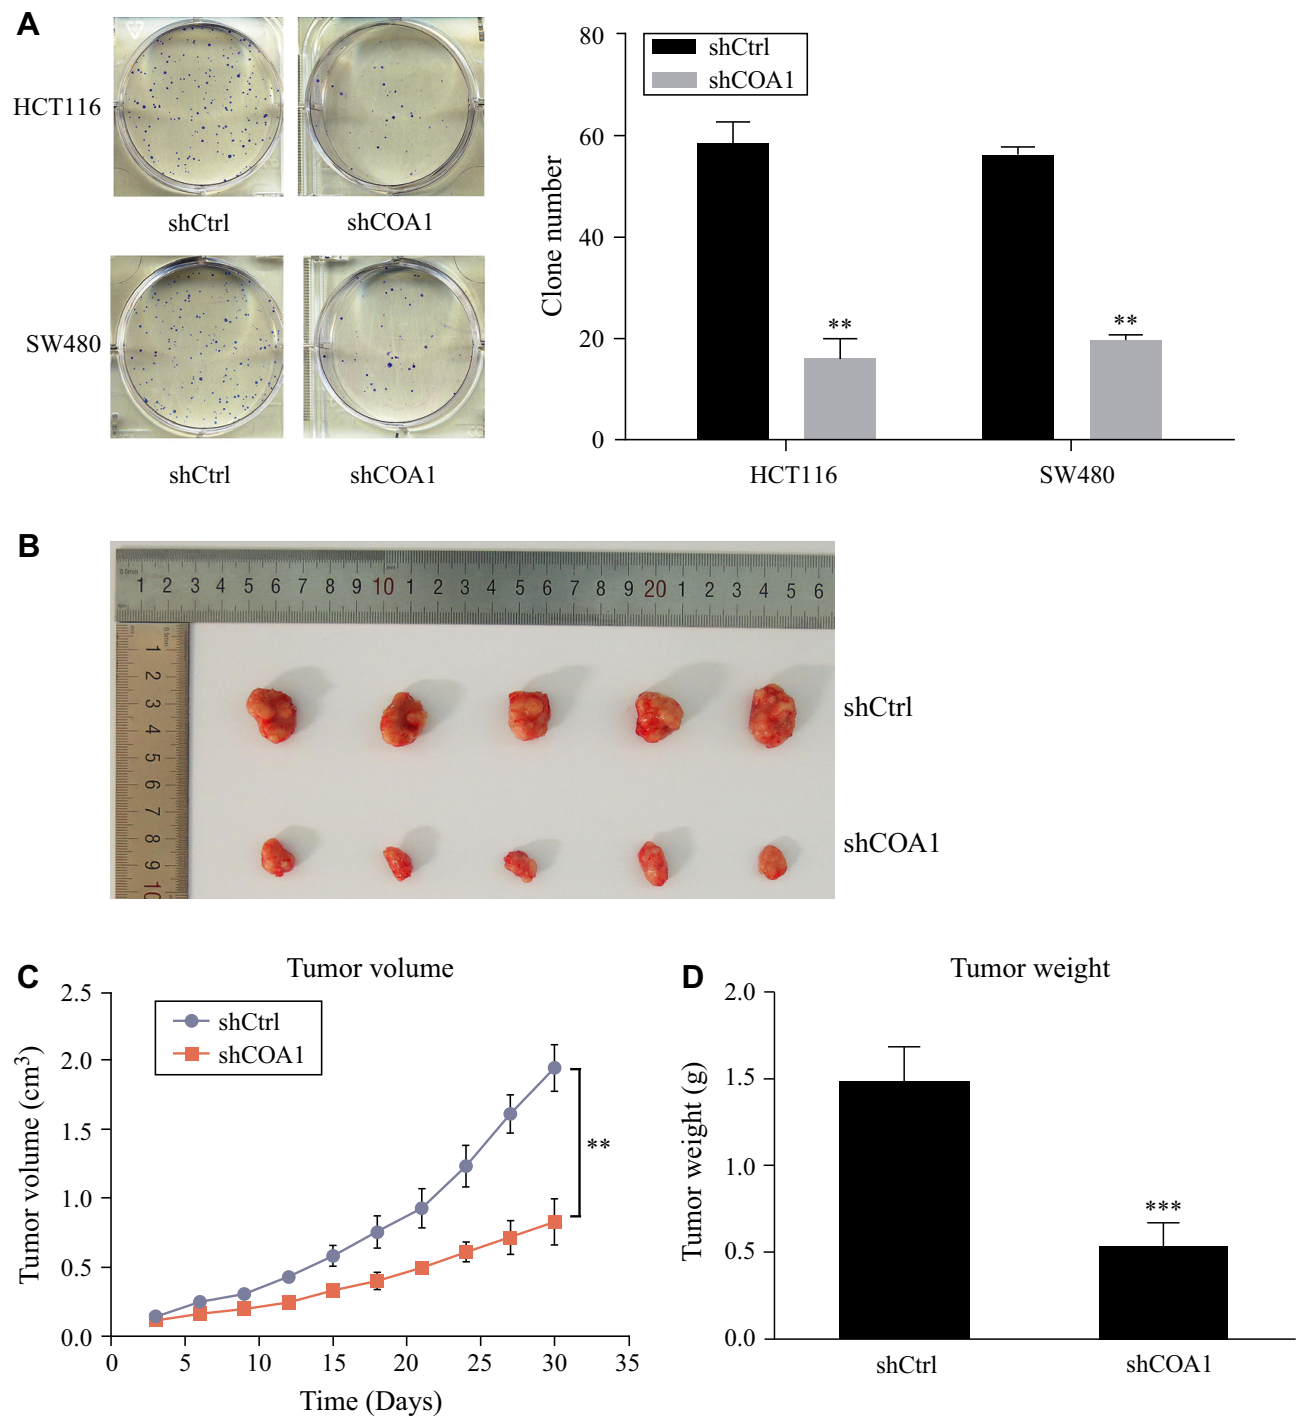 A
HCT116
shCtrl
shCOA1
SW480
shCtrl
shCOA1
80
60
40
20
0
Clone number
shCtrl
shCOA1
**
**
HCT116
SW480
B
1 2 3 4 5 6 7 8 9 10 1 2 3 4 5 6 7 8 9 20 1 2 3 4 5 6
1 2 3 4 5 6 7 8 9 10
shCtrl
shCOA1
C
Tumor volume
2.5
2.0
1.5
1.0
0.5
0.0
Tumor volume (cm³)
shCtrl
shCOA1
**
0 5 10 15 20 25 30 35
Time (Days)
D
Tumor weight
2.0
1.5
1.0
0.5
0.0
Tumor weight (g)
***
shCtrl
shCOA1